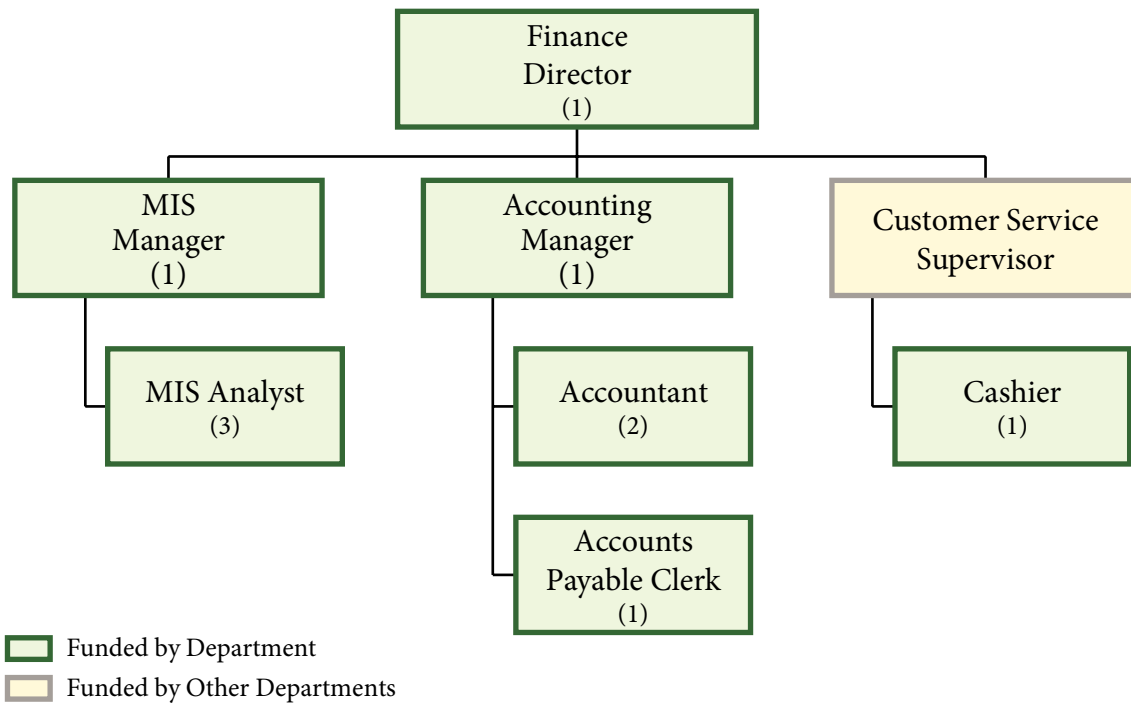 Finance
Director
(1)
MIS
Manager
(1)
Accounting
Manager
(1)
Customer Service
Supervisor
MIS Analyst
(3)
Accountant
(2)
Cashier
(1)
Accounts
Payable Clerk
(1)
Funded by Department
Funded by Other Departments